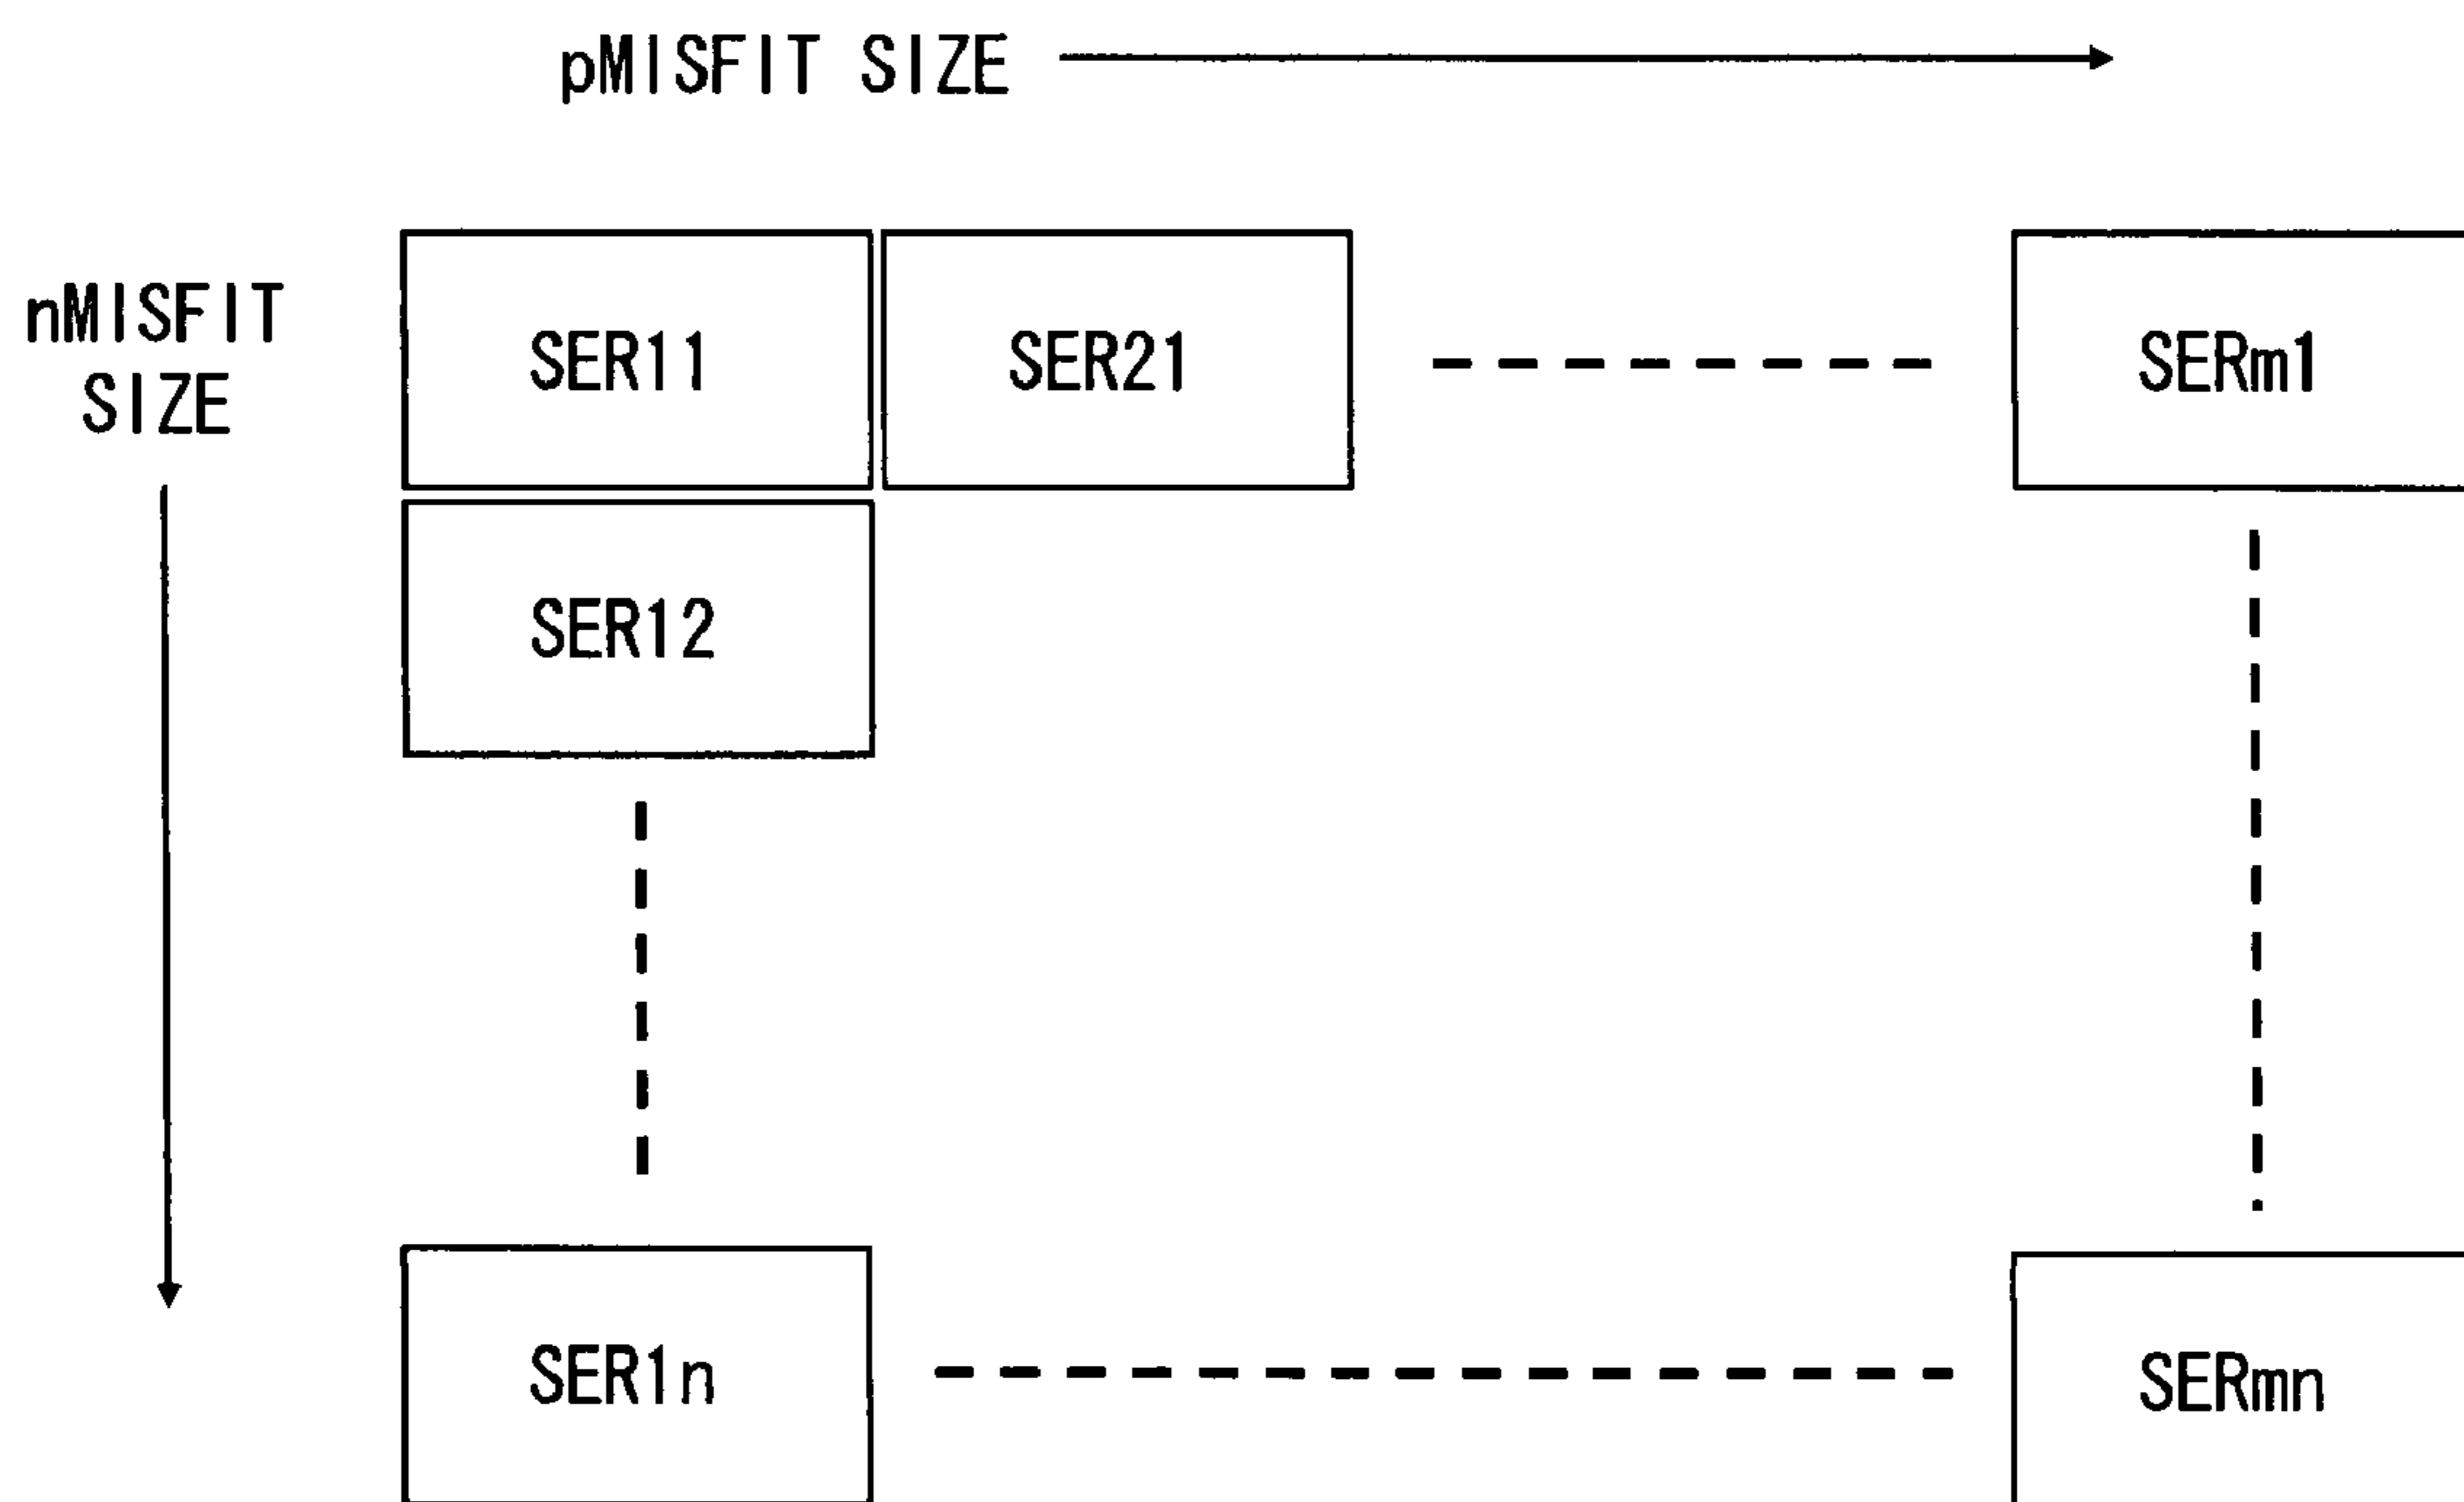 pMISFIT SIZE
nMISFIT
SIZE
SER11
SER21
SERm1
SER12
SER1n
SERmn